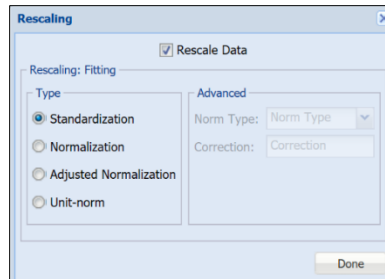 Rescaling
Rescale Data
Rescaling: Fitting
Type
Standardization
Normalization
Adjusted Normalization
Unit-norm
Advanced
Norm Type: Norm Type
Correction: Correction
Done